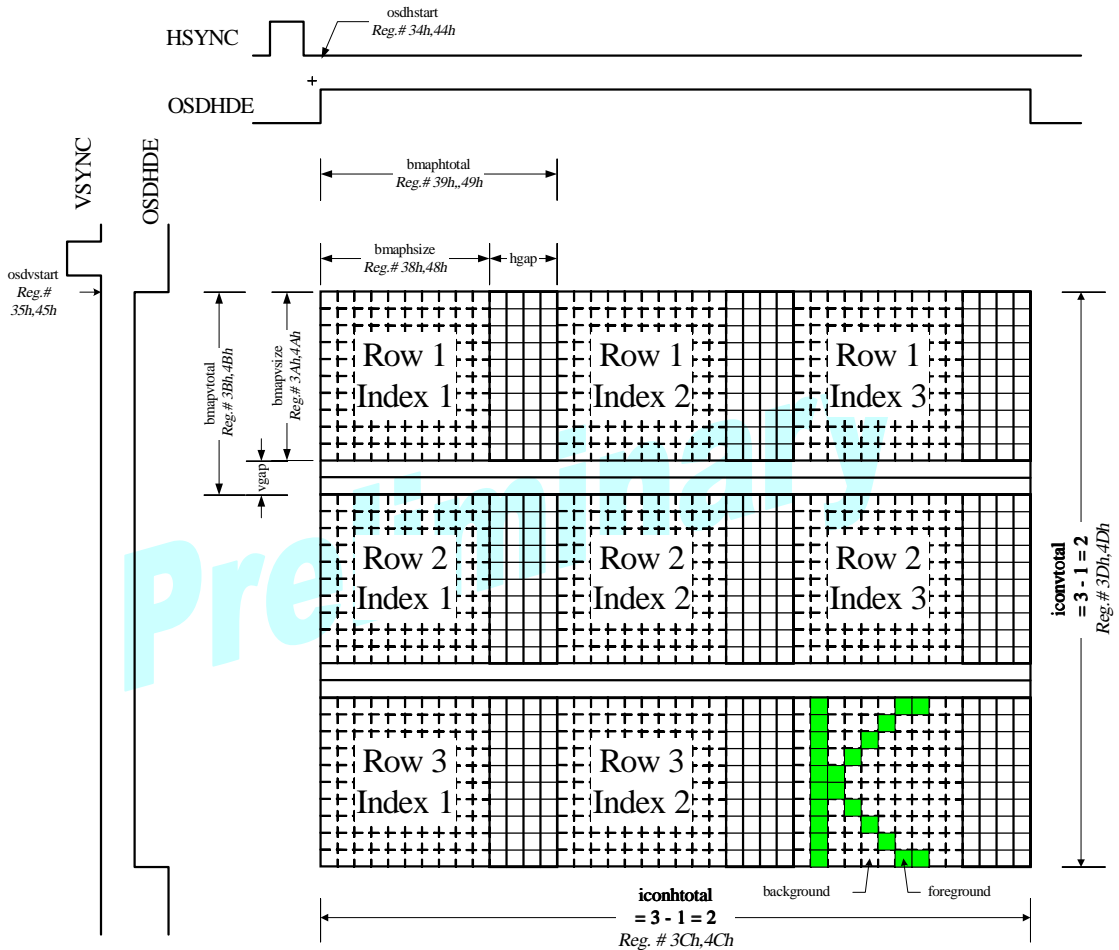 osdhstart
Reg.# 34h,44h
HSYNC
+
OSDHDE
VSYNC
OSDHDE
bmaphtotal
Reg.# 39h,,49h
bmaphsize
Reg.# 38h,48h
hgap
osdvstart
Reg.#
35h,45h
bmapvtotal
Reg.# 3Bh,4Bh
bmapvsize
Reg.# 3Ah,4Ah
vgap
Row 1
Index 1
Row 1
Index 2
Row 1
Index 3
Row 2
Index 1
Row 2
Index 2
Row 2
Index 3
Row 3
Index 1
Row 3
Index 2
Preliminary
iconvtotal
= 3 - 1 = 2
Reg.# 3Dh,4Dh
background
foreground
iconhtotal
= 3 - 1 = 2
Reg. # 3Ch,4Ch